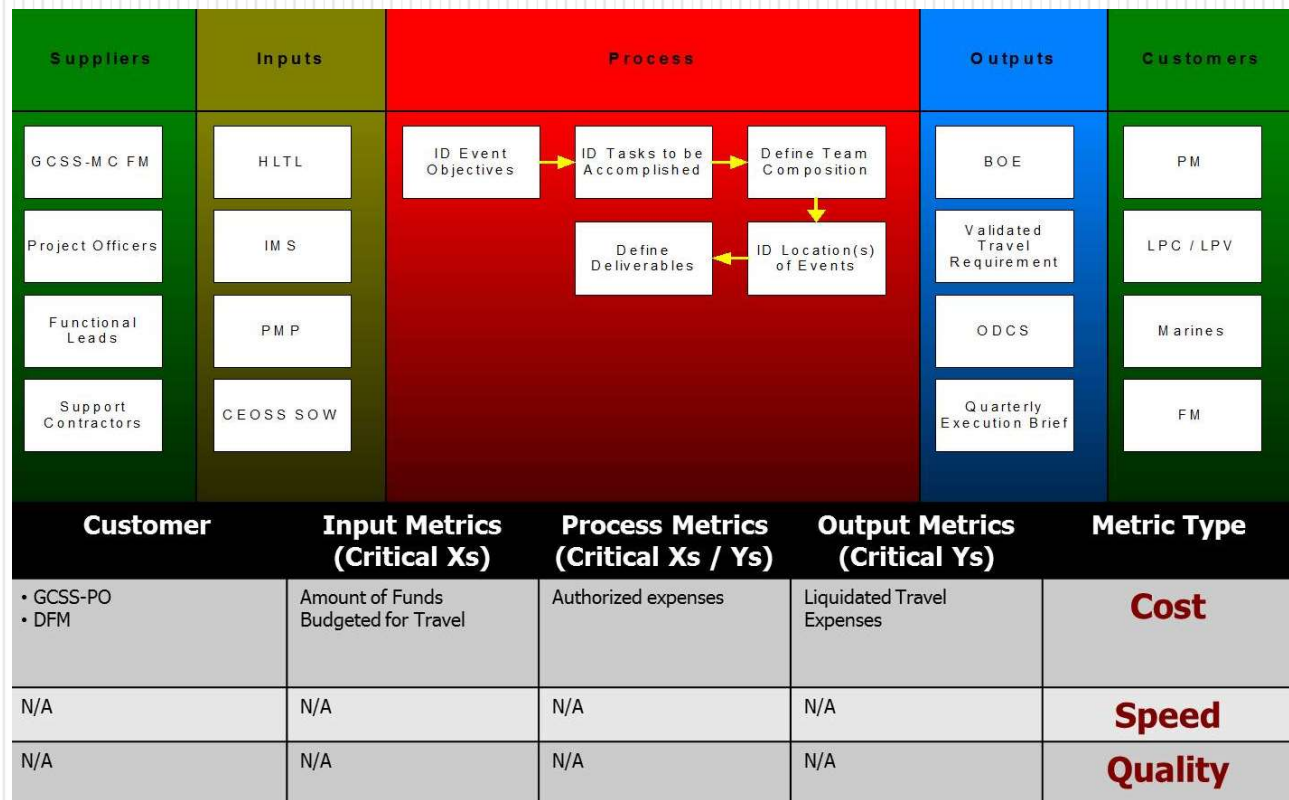 Suppliers
Inputs
Process
Outputs
Customers
GCSS-MC FM
Project Officers
Functional
Leads
Support
Contractors
HLTL
IMS
PMP
CEOSS SOW
ID Event
Objectives
ID Tasks to be
Accomplished
Define Team
Composition
ID Location(s)
of Events
Define
Deliverables
BOE
Validated
Travel
Requirement
ODCS
Quarterly
Execution Brief
PM
LPC / LPV
Marines
FM
Customer
Input Metrics
(Critical Xs)
Process Metrics
(Critical Xs / Ys)
Output Metrics
(Critical Ys)
Metric Type
• GCSS-PO
• DFM
Amount of Funds
Budgeted for Travel
Authorized expenses
Liquidated Travel
Expenses
Cost
N/A
N/A
N/A
N/A
Speed
N/A
N/A
N/A
N/A
Quality